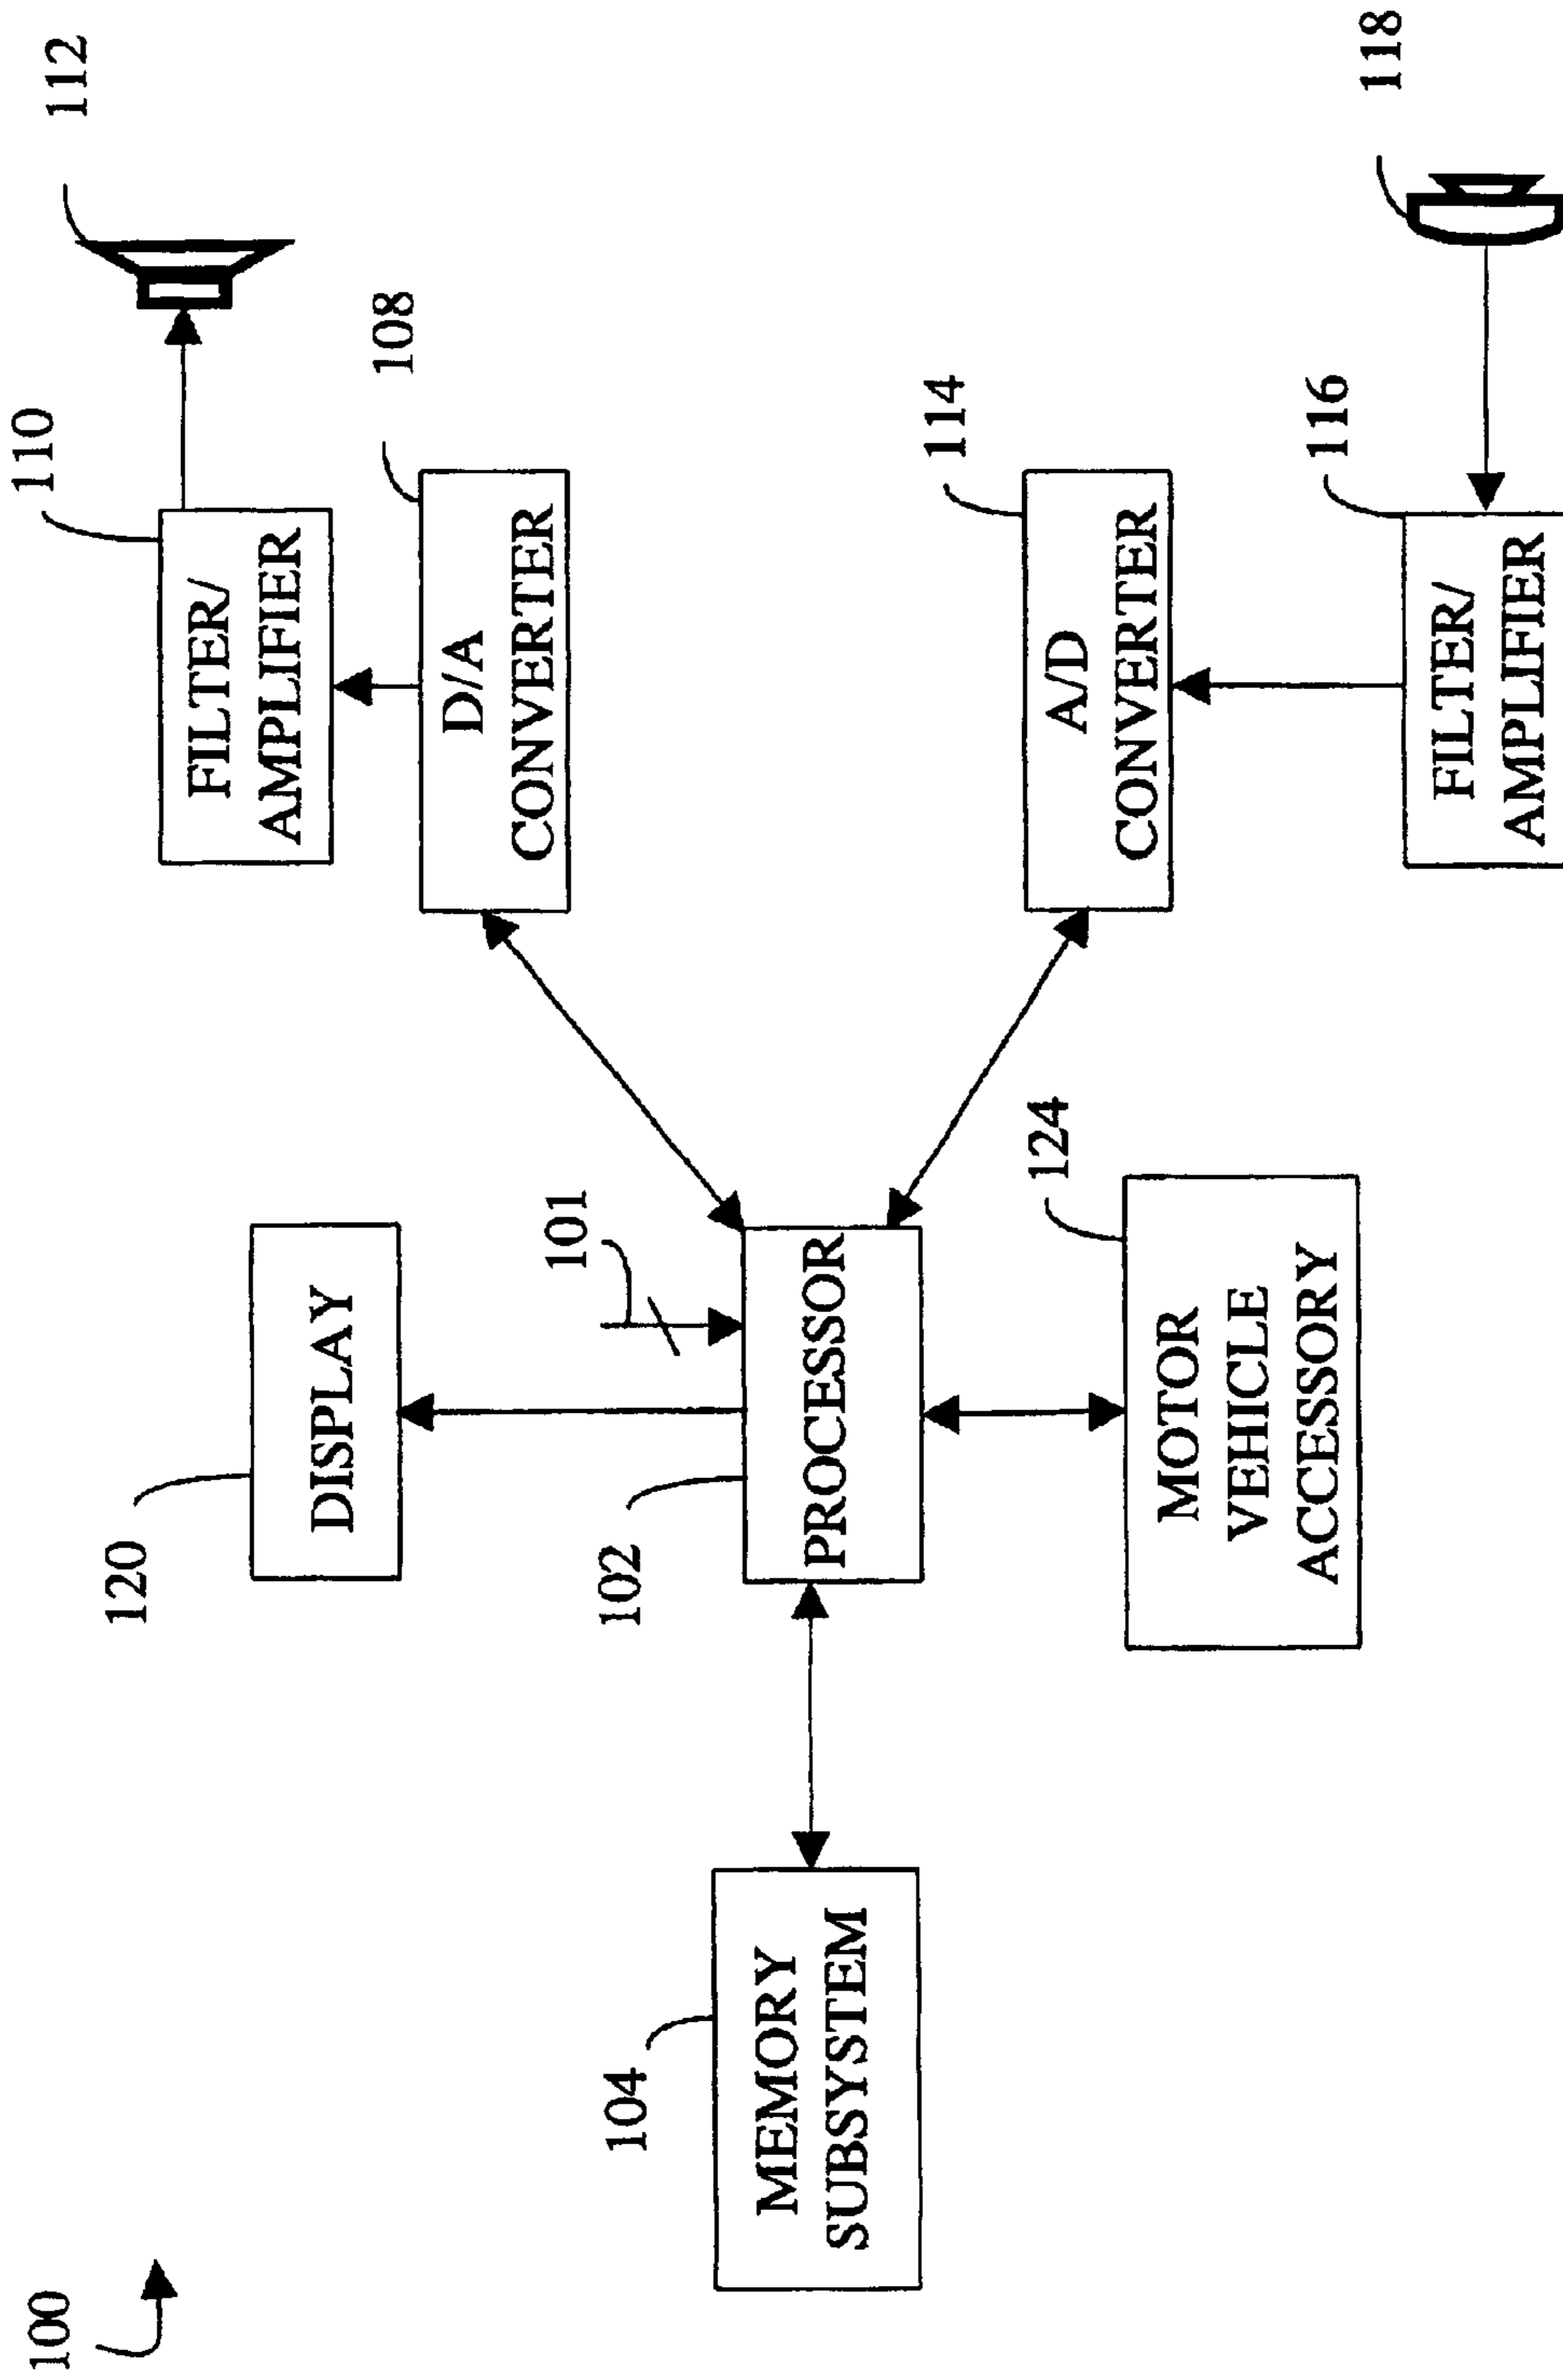 100
110
112
FILTER/
AMPLIFIER
108
D/A
CONVERTER
120
DISPLAY
101
102
PROCESSOR
104
MEMORY
SUBSYSTEM
114
A/D
CONVERTER
124
MOTOR
VEHICLE
ACCESSORY
116
118
FILTER/
AMPLIFIER